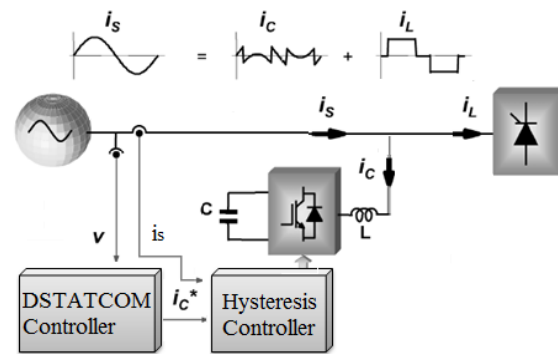 iS = iC + iL
iS
iL
iC
C
L
v
is
DSTATCOM
Controller
iC*
Hysteresis
Controller